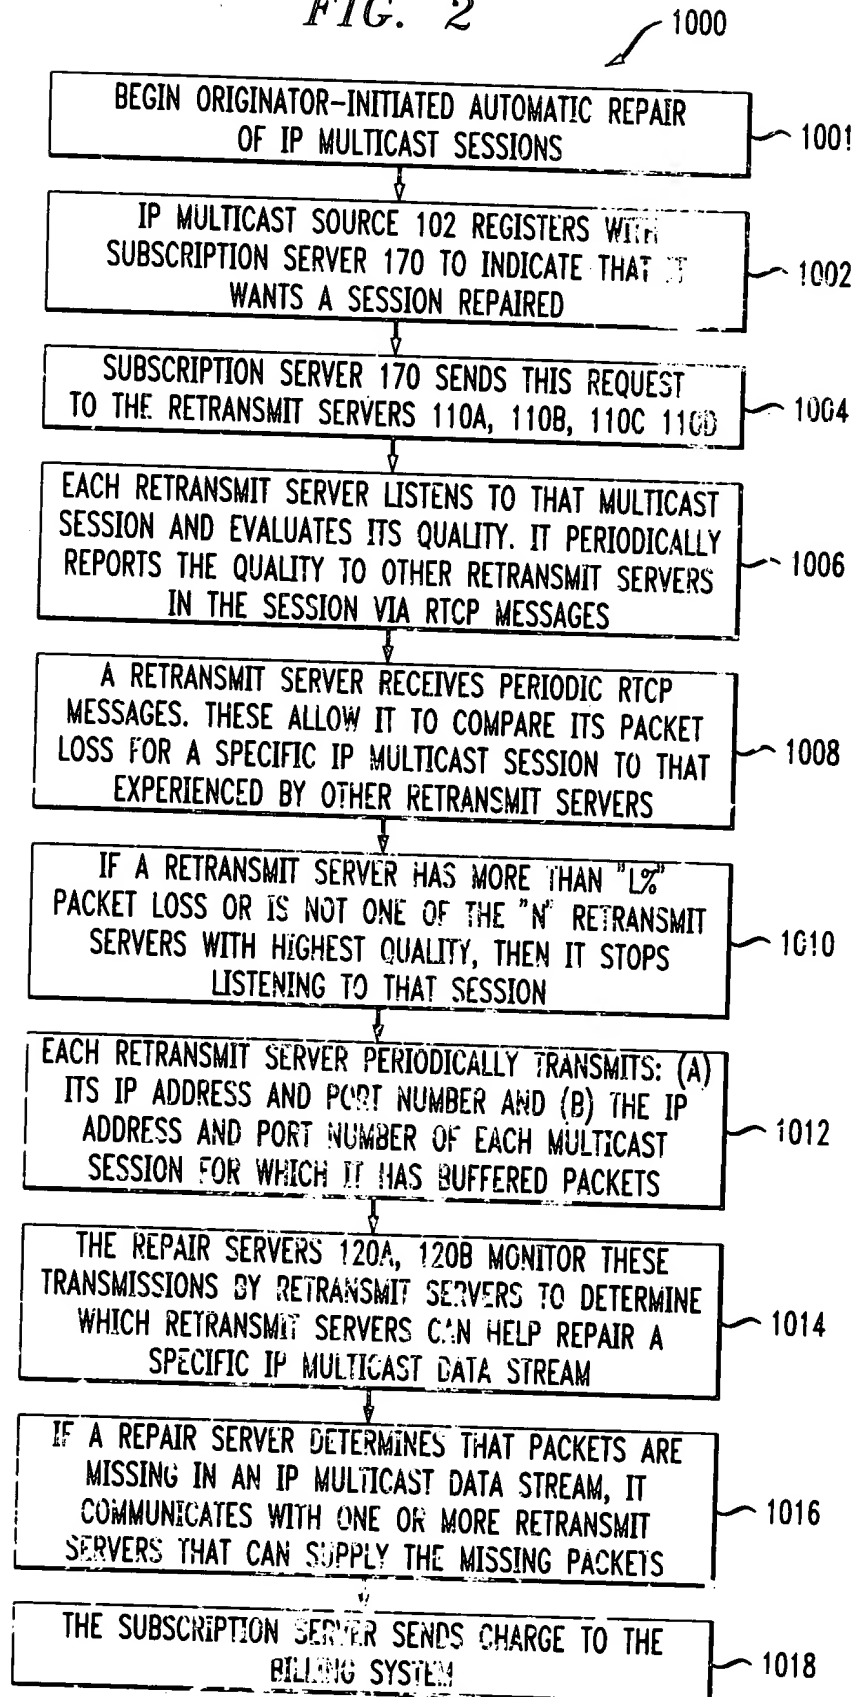 FIG. 2
1000
BEGIN ORIGINATOR-INITIATED AUTOMATIC REPAIR
OF IP MULTICAST SESSIONS
1001
IP MULTICAST SOURCE 102 REGISTERS WITH
SUBSCRIPTION SERVER 170 TO INDICATE THAT IT
WANTS A SESSION REPAIRED
1002
SUBSCRIPTION SERVER 170 SENDS THIS REQUEST
TO THE RETRANSMIT SERVERS 110A, 110B, 110C 110D
1004
EACH RETRANSMIT SERVER LISTENS TO THAT MULTICAST
SESSION AND EVALUATES ITS QUALITY. IT PERIODICALLY
REPORTS THE QUALITY TO OTHER RETRANSMIT SERVERS
IN THE SESSION VIA RTCP MESSAGES
1006
A RETRANSMIT SERVER RECEIVES PERIODIC RTCP
MESSAGES. THESE ALLOW IT TO COMPARE ITS PACKET
LOSS FOR A SPECIFIC IP MULTICAST SESSION TO THAT
EXPERIENCED BY OTHER RETRANSMIT SERVERS
1008
IF A RETRANSMIT SERVER HAS MORE THAN "L%"
PACKET LOSS OR IS NOT ONE OF THE "N" RETRANSMIT
SERVERS WITH HIGHEST QUALITY, THEN IT STOPS
LISTENING TO THAT SESSION
1010
EACH RETRANSMIT SERVER PERIODICALLY TRANSMITS: (A)
ITS IP ADDRESS AND PORT NUMBER AND (B) THE IP
ADDRESS AND PORT NUMBER OF EACH MULTICAST
SESSION FOR WHICH IT HAS BUFFERED PACKETS
1012
THE REPAIR SERVERS 120A, 120B MONITOR THESE
TRANSMISSIONS BY RETRANSMIT SERVERS TO DETERMINE
WHICH RETRANSMIT SERVERS CAN HELP REPAIR A
SPECIFIC IP MULTICAST DATA STREAM
1014
IF A REPAIR SERVER DETERMINES THAT PACKETS ARE
MISSING IN AN IP MULTICAST DATA STREAM, IT
COMMUNICATES WITH ONE OR MORE RETRANSMIT
SERVERS THAT CAN SUPPLY THE MISSING PACKETS
1016
THE SUBSCRIPTION SERVER SENDS CHARGE TO THE
BILLING SYSTEM
1018